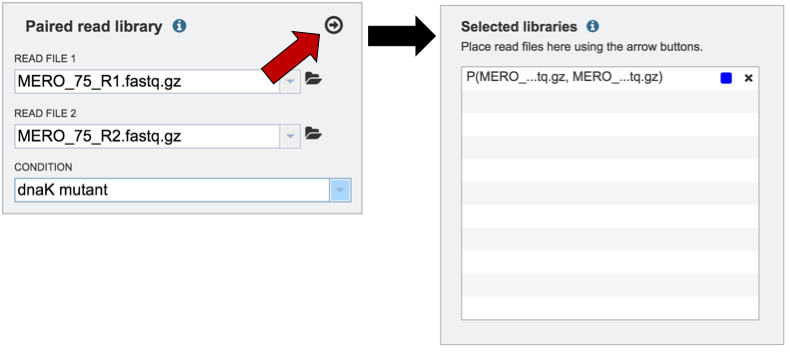 Paired read library
READ FILE 1
MERO_75_R1.fastq.gz
READ FILE 2
MERO_75_R2.fastq.gz
CONDITION
dnaK mutant
Selected libraries
Place read files here using the arrow buttons.
P(MERO_...tq.gz, MERO_...tq.gz)